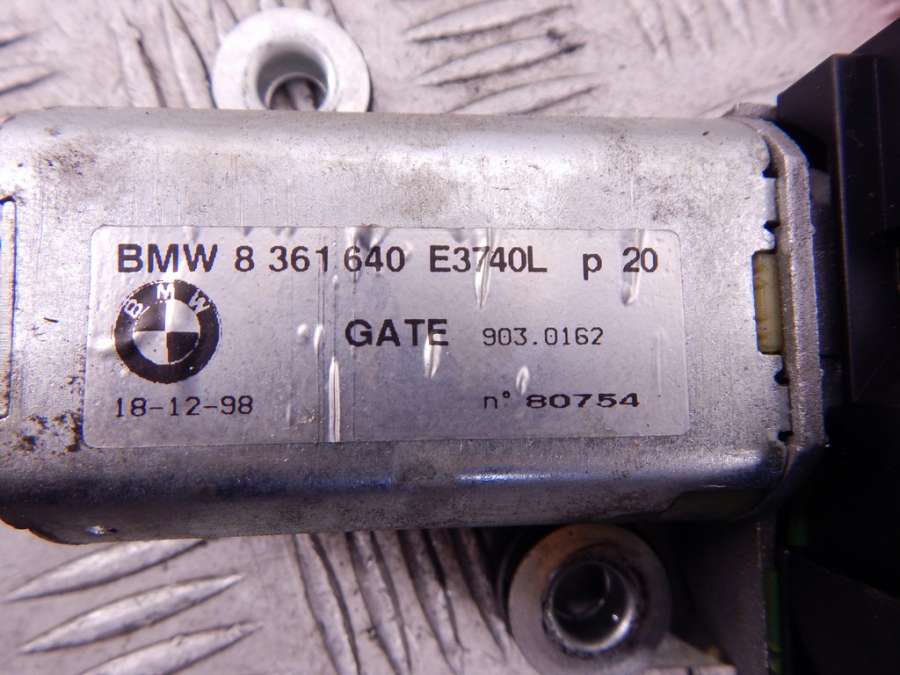 BMW 8 361 640 E3740L p 20
BMW
GATE 903.0162
18-12-98 n° 80754